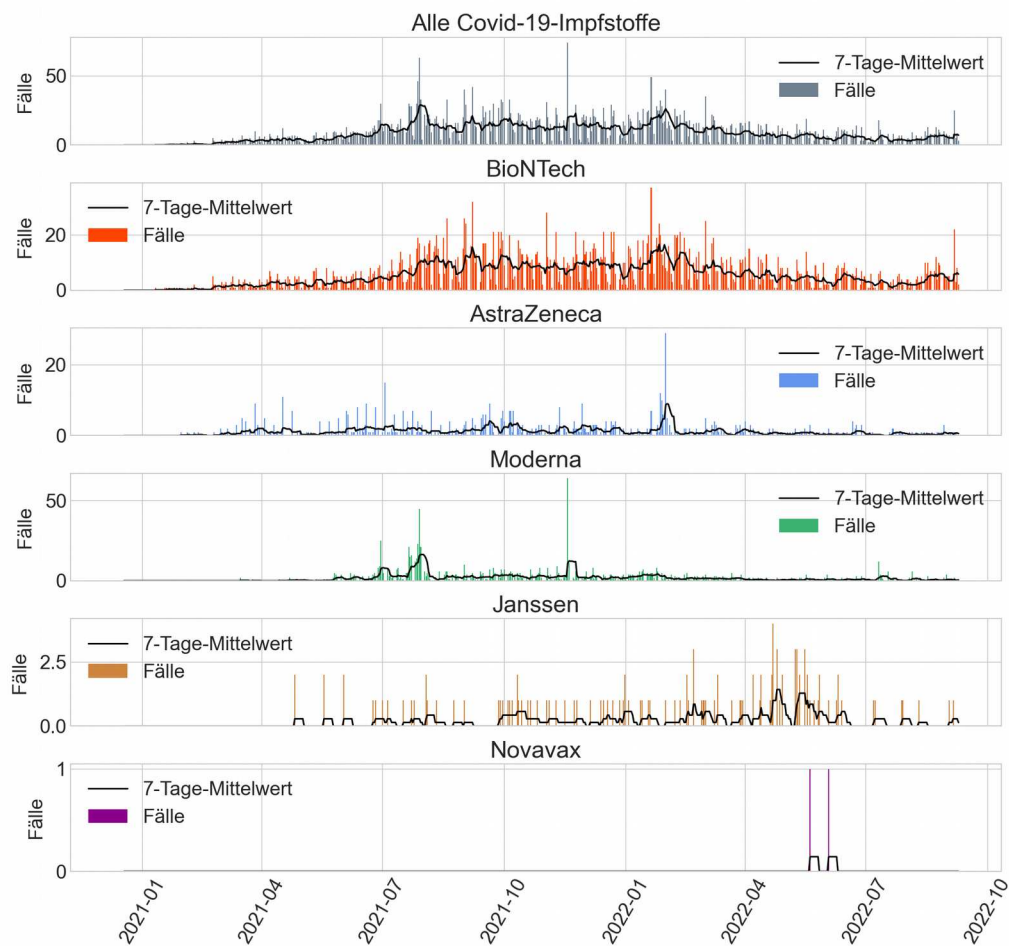 Alle Covid-19-Impfstoffe
Fälle
50
0
7-Tage-Mittelwert
Fälle
BioNTech
Fälle
20
0
7-Tage-Mittelwert
Fälle
AstraZeneca
Fälle
20
0
7-Tage-Mittelwert
Fälle
Moderna
Fälle
50
0
7-Tage-Mittelwert
Fälle
Janssen
Fälle
2.5
0.0
7-Tage-Mittelwert
Fälle
Novavax
Fälle
1
0
7-Tage-Mittelwert
Fälle
2021-01
2021-04
2021-07
2021-10
2022-01
2022-04
2022-07
2022-10